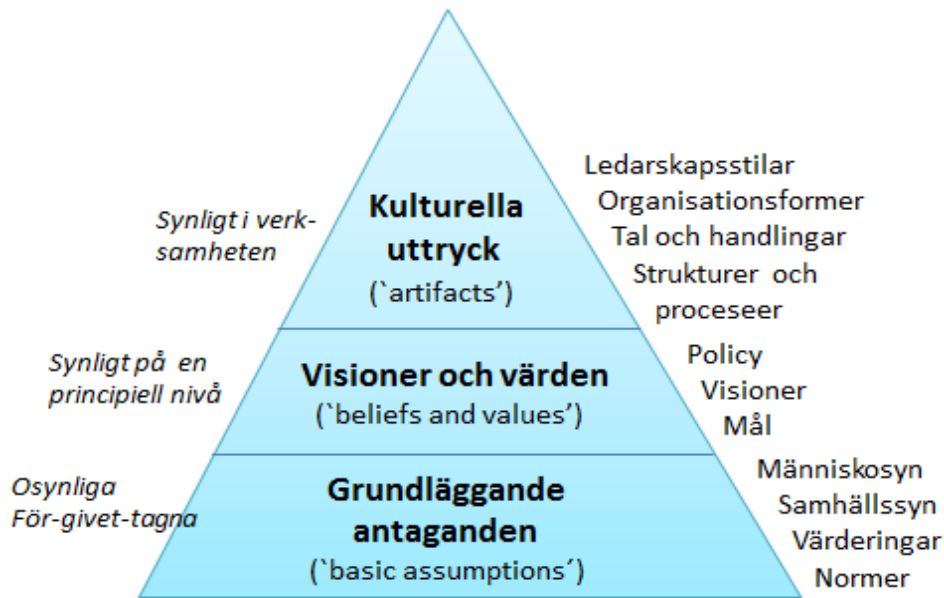 Ledarskapsstilar
Organisationsformer
Tal och handlingar
Strukturer och
proceseer
Synligt i verk-
samheten
Kulturella
uttryck
(`artifacts’)
Synligt på en
principiell nivå
Visioner och värden
(`beliefs and values’)
Policy
Visioner
Mål
Osynliga
För-givet-tagna
Grundläggande
antaganden
(`basic assumptions´)
Människosyn
Samhällssyn
Värderingar
Normer